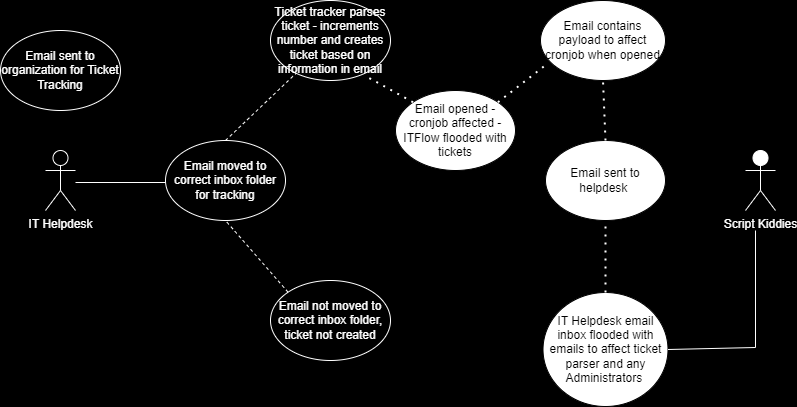 Email sent to
organization for Ticket
Tracking
Ticket tracker parses
ticket - increments
number and creates
ticket based on
information in email
Email contains
payload to affect
cronjob when opened
Email opened -
cronjob affected -
ITFlow flooded with
tickets
Email moved to
correct inbox folder
for tracking
Email sent to
helpdesk
IT Helpdesk
Script Kiddies
Email not moved to
correct inbox folder,
ticket not created
IT Helpdesk email
inbox flooded with
emails to affect ticket
parser and any
Administrators